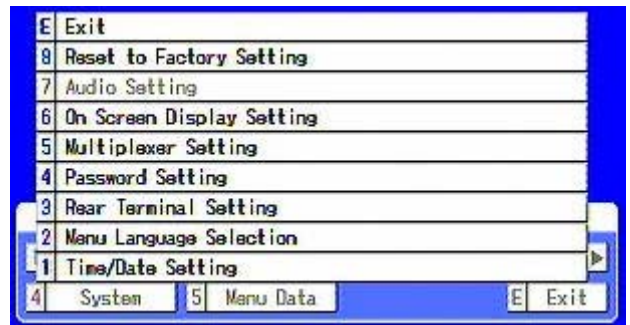 E Exit
8 Reset to Factory Setting
7 Audio Setting
6 On Screen Display Setting
5 Multiplexer Setting
4 Password Setting
3 Rear Terminal Setting
2 Menu Language Selection
1 Time/Date Setting
4 System 5 Menu Data E Exit